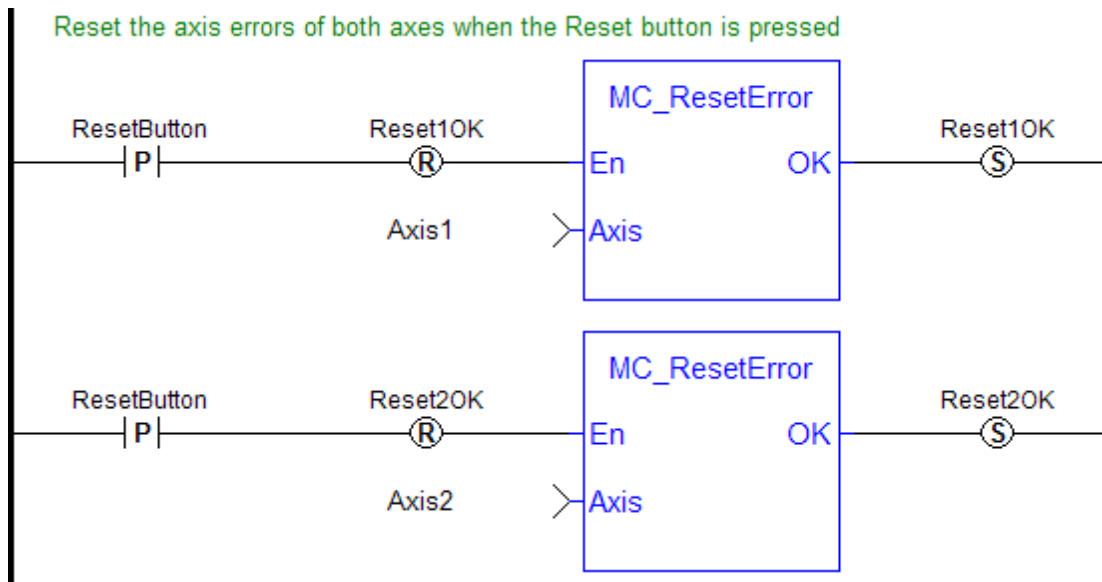 Reset the axis errors of both axes when the Reset button is pressed
MC_ResetError
ResetButton Reset1OK Reset1OK
P R En OK S
Axis1 Axis
MC_ResetError
ResetButton Reset2OK Reset2OK
P R En OK S
Axis2 Axis